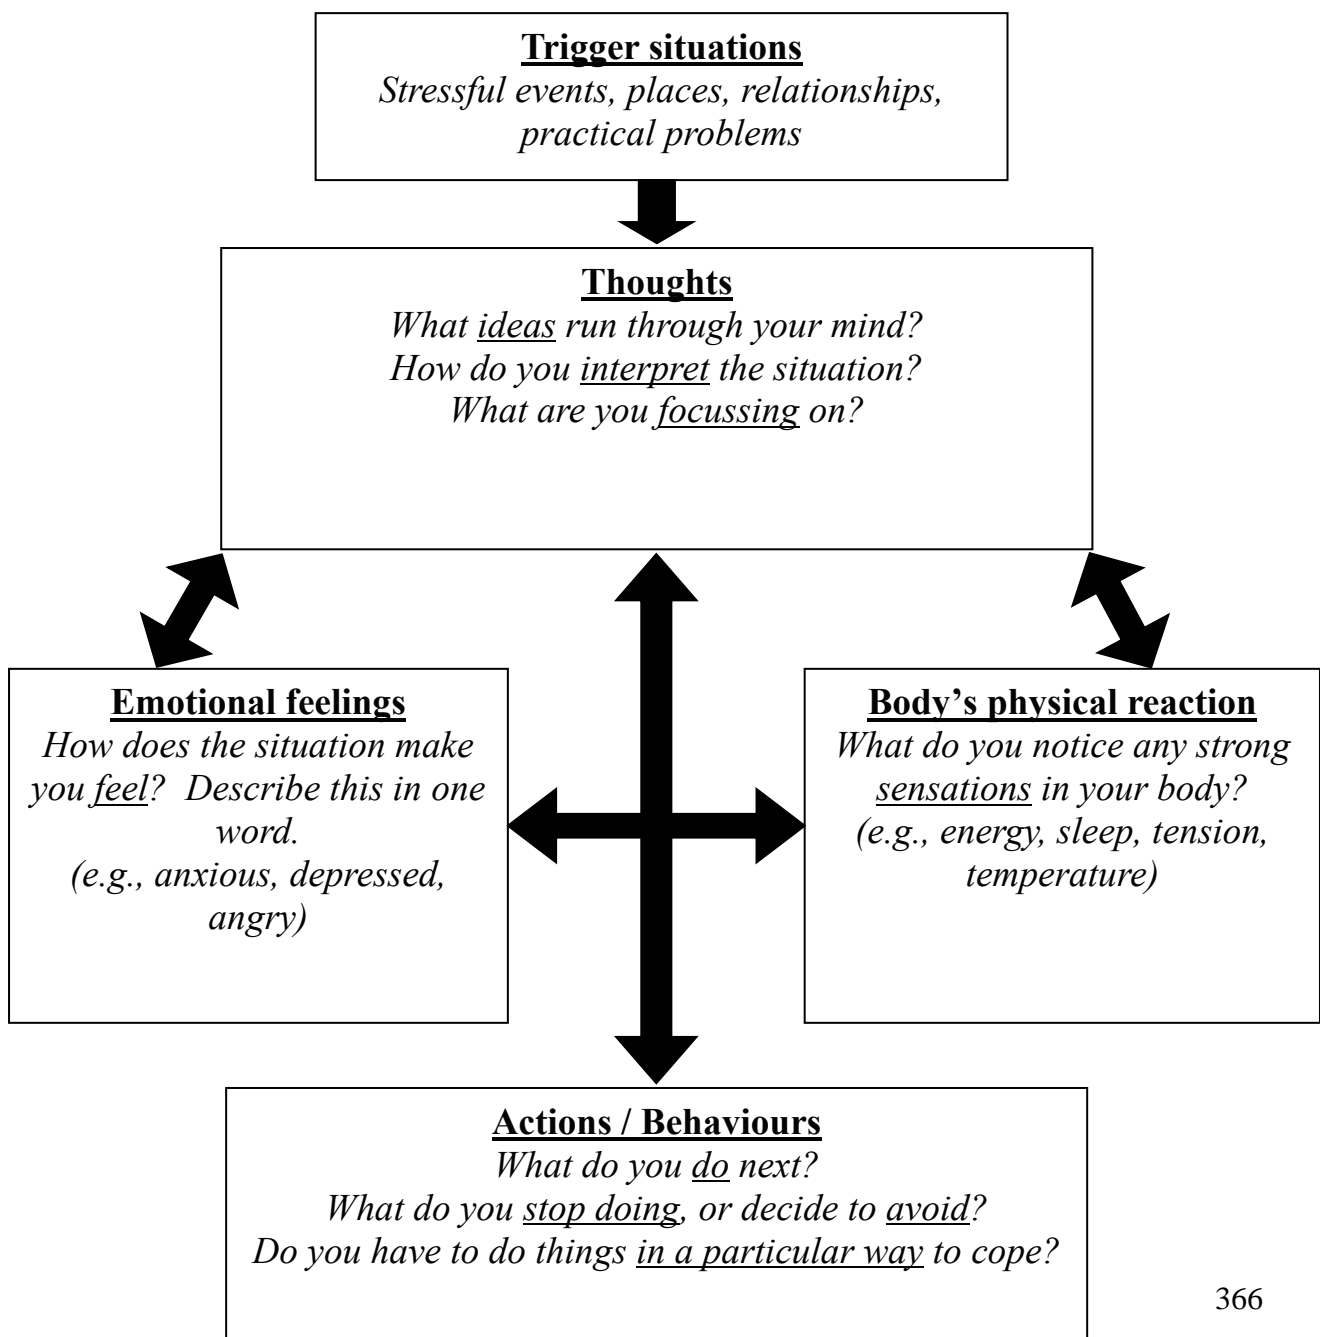 Trigger situations
Stressful events, places, relationships,
practical problems
Thoughts
What ideas run through your mind?
How do you interpret the situation?
What are you focussing on?
Emotional feelings
How does the situation make
you feel?  Describe this in one
word.
(e.g., anxious, depressed,
angry)
Body’s physical reaction
What do you notice any strong
sensations in your body?
(e.g., energy, sleep, tension,
temperature)
Actions / Behaviours
What do you do next?
What do you stop doing, or decide to avoid?
Do you have to do things in a particular way to cope?
366